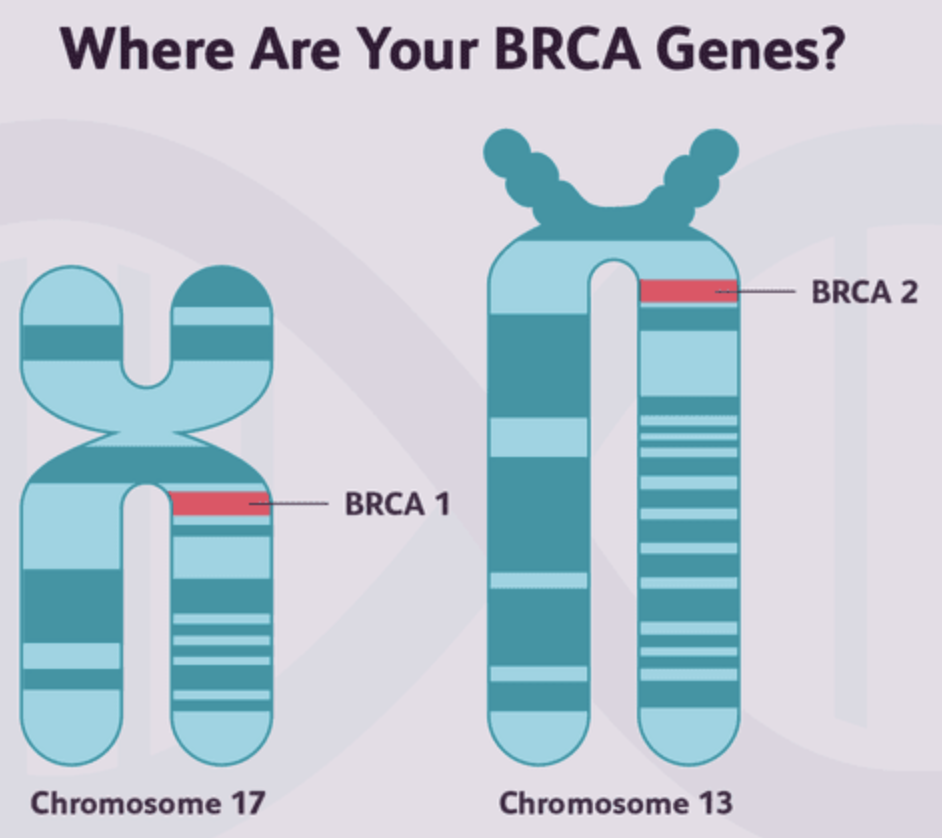 Where Are Your BRCA Genes?
BRCA 2
BRCA 1
Chromosome 17
Chromosome 13